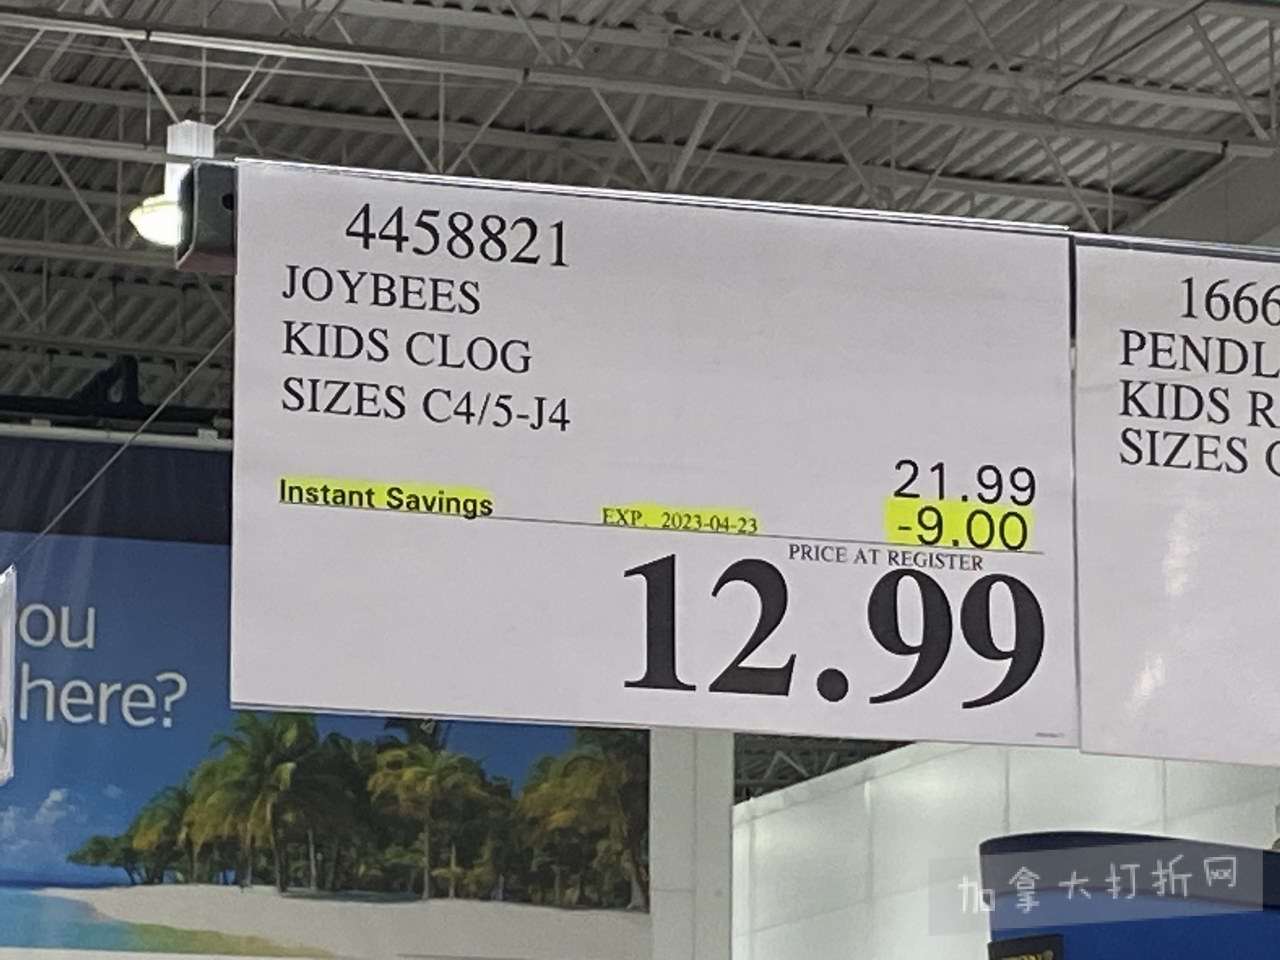 4458821
JOYBEES
KIDS CLOG
SIZES C4/5-J4
21.99
Instant Savings EXP. 2023-04-23 -9.00
PRICE AT REGISTER
12.99
1666
PENDL
KIDS R
SIZES
ou
here?
加拿大打折网